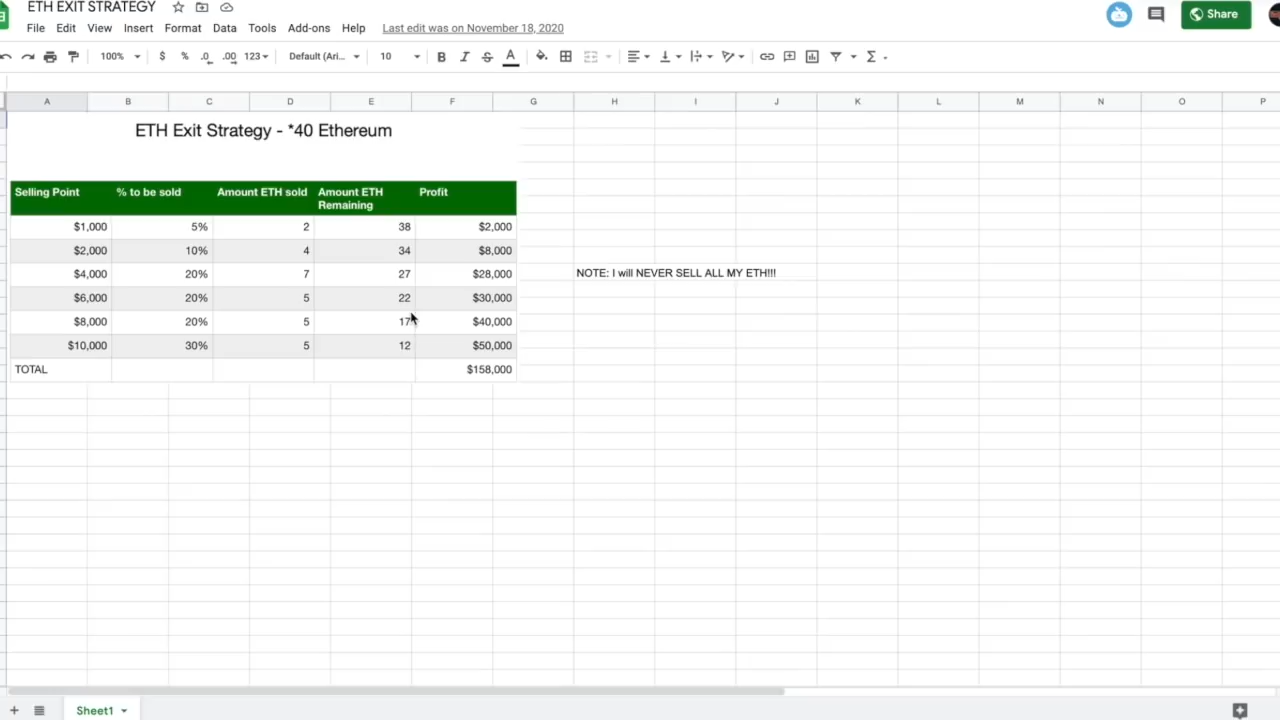 ETH EXIT STRATEGY
File Edit View Insert Format Data Tools Add-ons Help Last edit was on November 18, 2020
Share
100% $ % .0 .00 123 Default (Ari... 10 B I S A
A B C D E F G H I J K L M N O P
ETH Exit Strategy - *40 Ethereum
Selling Point % to be sold Amount ETH sold Amount ETH Remaining Profit
$1,000 5% 2 38 $2,000
$2,000 10% 4 34 $8,000
$4,000 20% 7 27 $28,000
NOTE: I will NEVER SELL ALL MY ETH!!!
$6,000 20% 5 22 $30,000
$8,000 20% 5 17 $40,000
$10,000 30% 5 12 $50,000
TOTAL $158,000
Sheet1